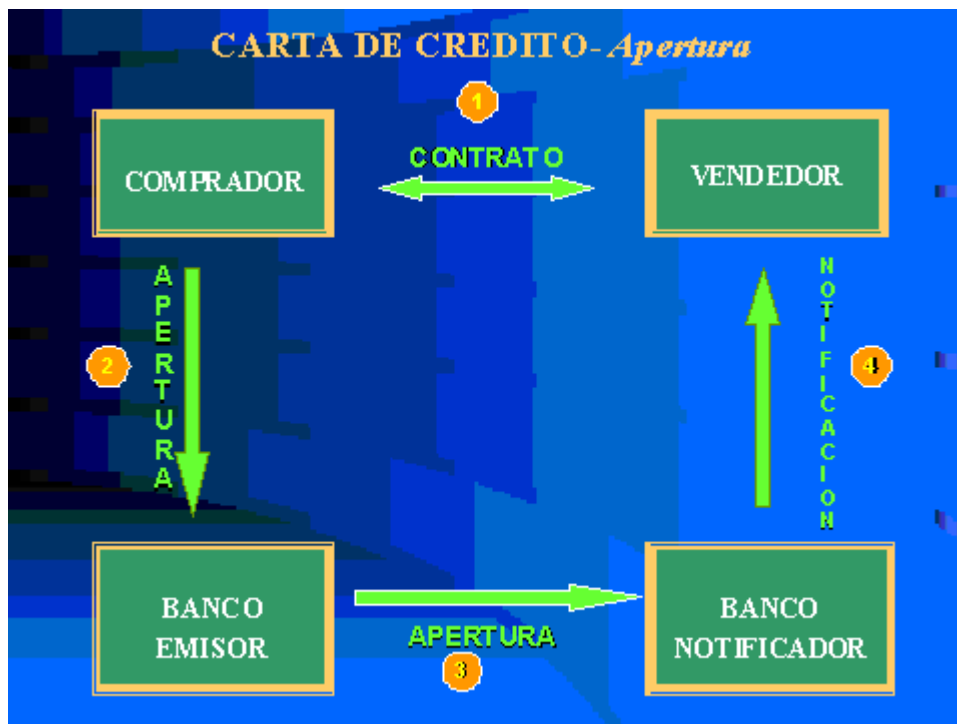 CARTA DE CREDITO-Apertura
1
CONTRATO
COMPRADOR
VENDEDOR
APERTURA
2
NOTIFICACION
4
BANCO
EMISOR
BANCO
NOTIFICADOR
APERTURA
3